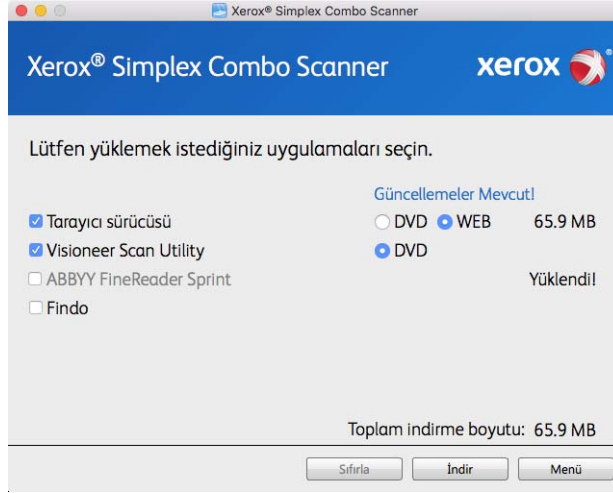 Xerox® Simplex Combo Scanner
Xerox® Simplex Combo Scanner xerox®
Lütfen yüklemek istediğiniz uygulamaları seçin.
Güncellemeler Mevcut!
Tarayıcı sürücüsü DVD WEB 65.9 MB
Visioneer Scan Utility DVD
ABBYY FineReader Sprint Yüklendi!
Findo
Toplam indirme boyutu: 65.9 MB
Sıfırla İndir Menü